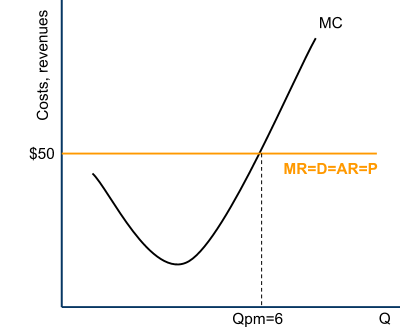 Costs, revenues
MC
$50
MR=D=AR=P
Qpm=6
Q